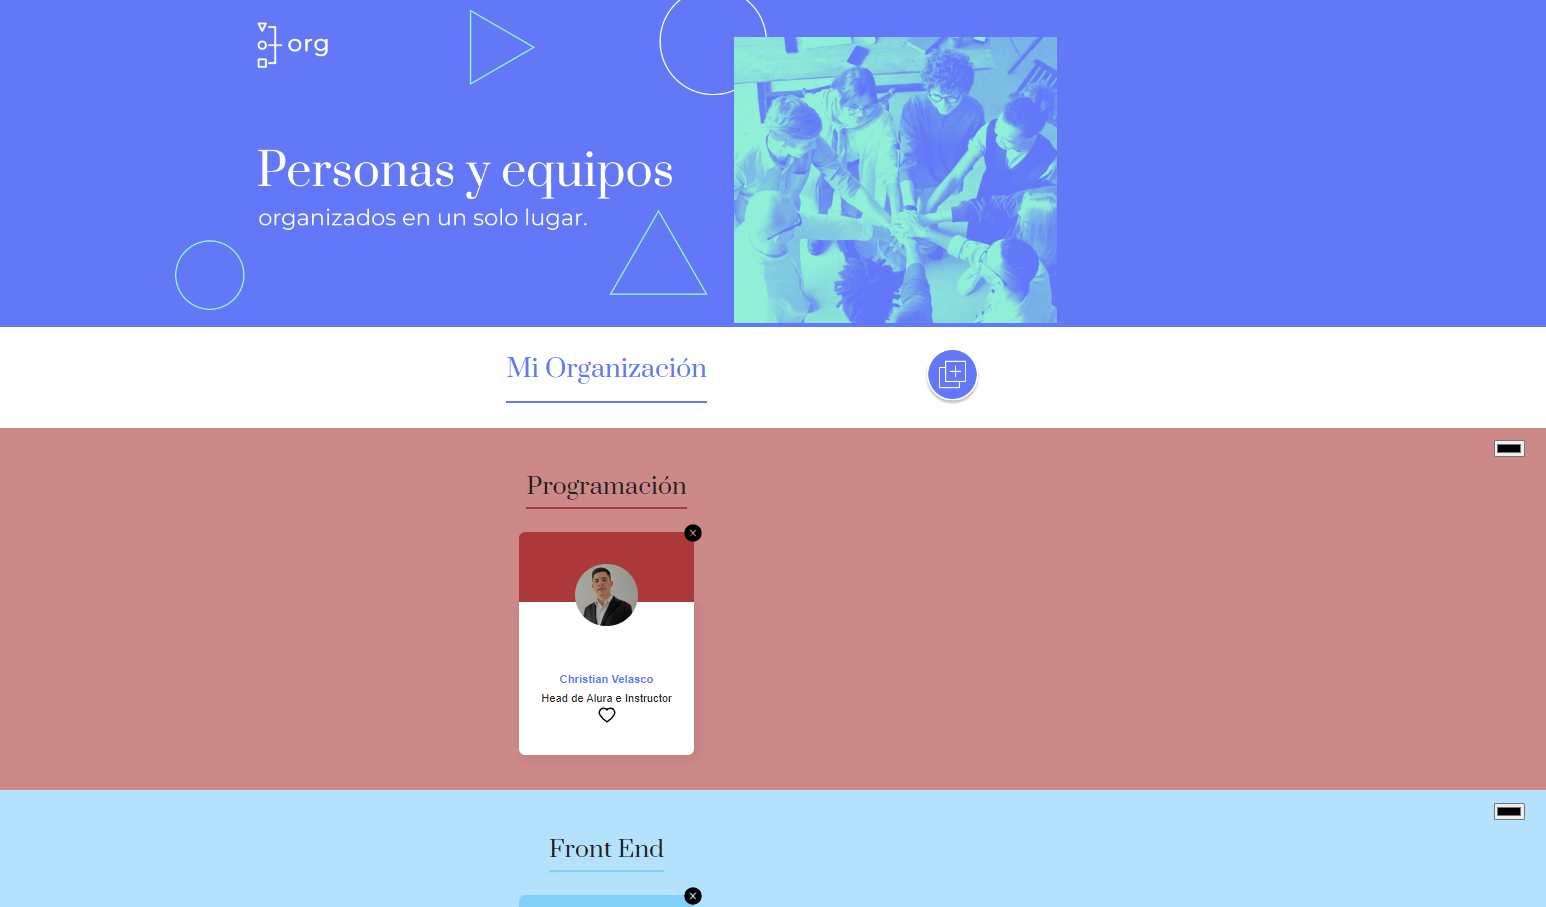 org
Personas y equipos
organizados en un solo lugar.
Mi Organización
Programación
Christian Velasco
Head de Alura e Instructor
Front End